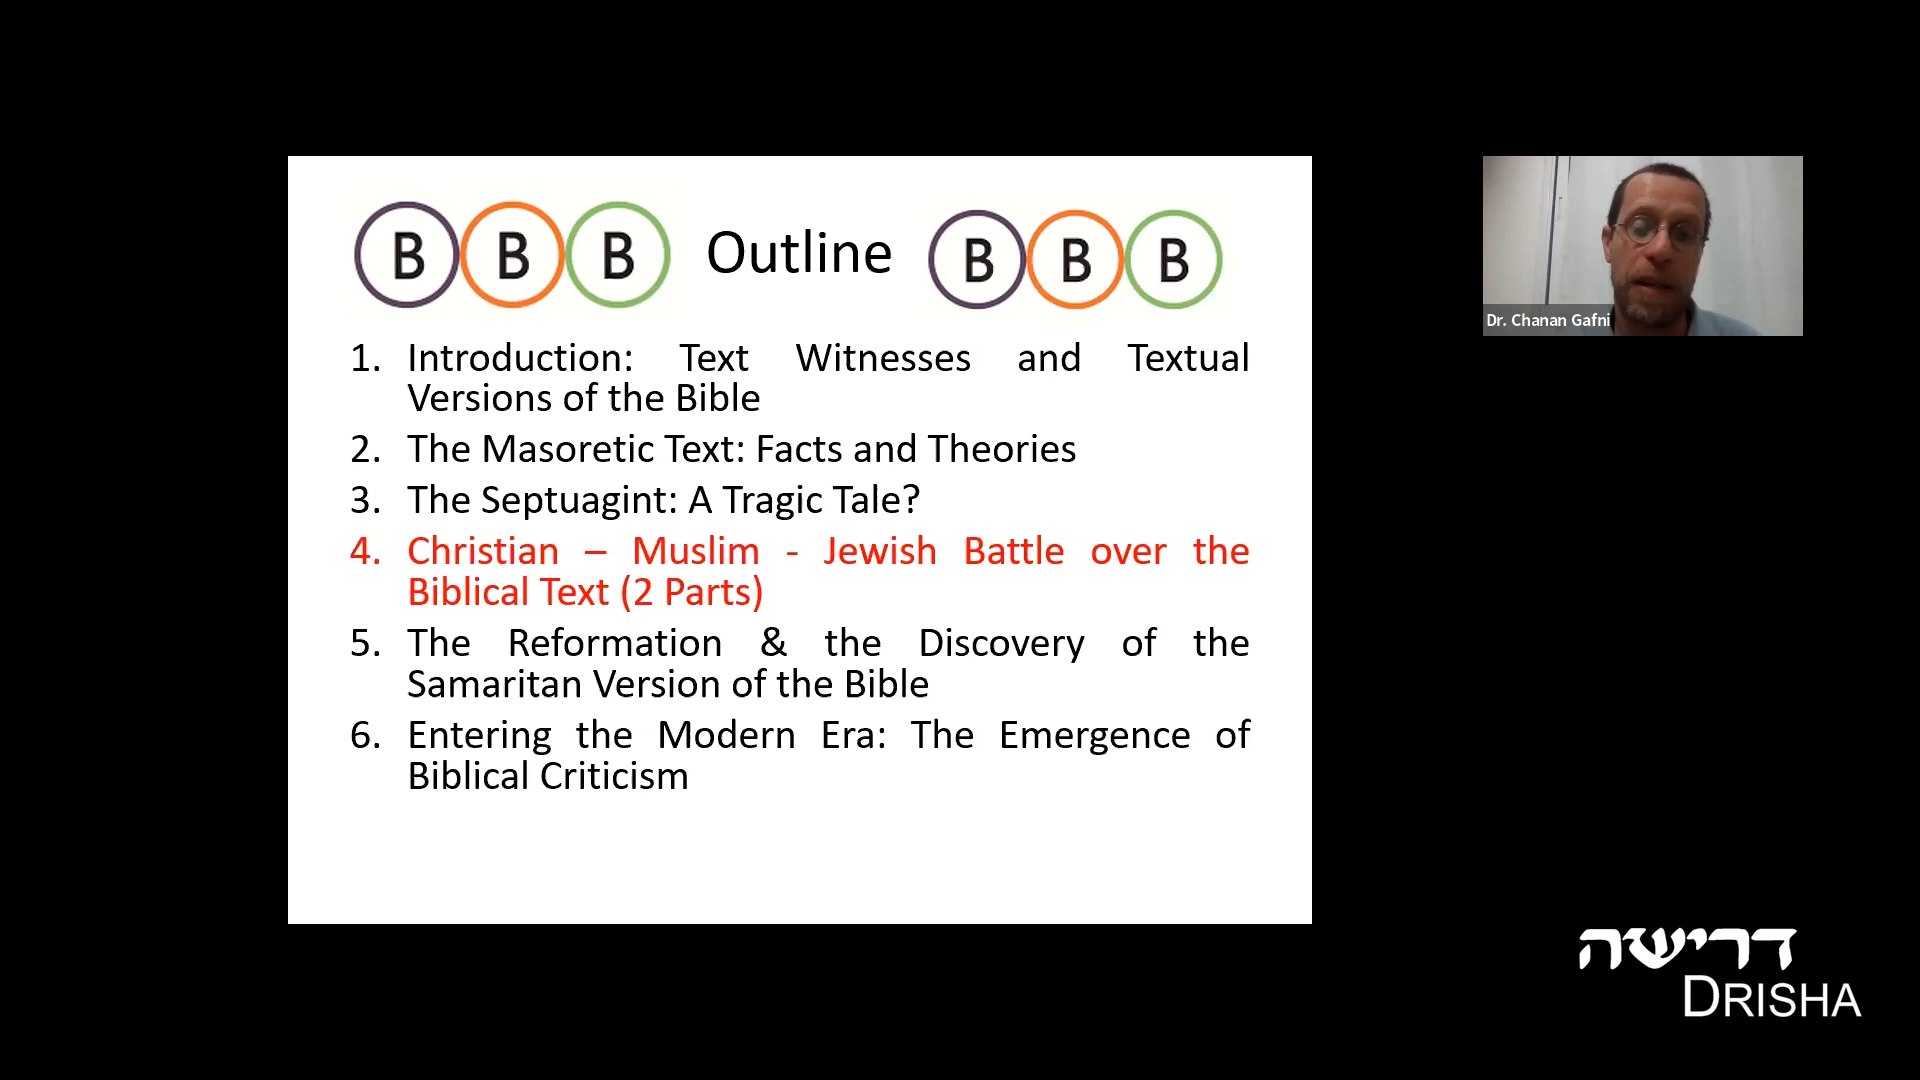 B B B Outline B B B
1. Introduction: Text Witnesses and Textual
Versions of the Bible
2. The Masoretic Text: Facts and Theories
3. The Septuagint: A Tragic Tale?
4. Christian – Muslim - Jewish Battle over the
Biblical Text (2 Parts)
5. The Reformation & the Discovery of the
Samaritan Version of the Bible
6. Entering the Modern Era: The Emergence of
Biblical Criticism
Dr. Chanan Gafni
דרישה
DRISHA